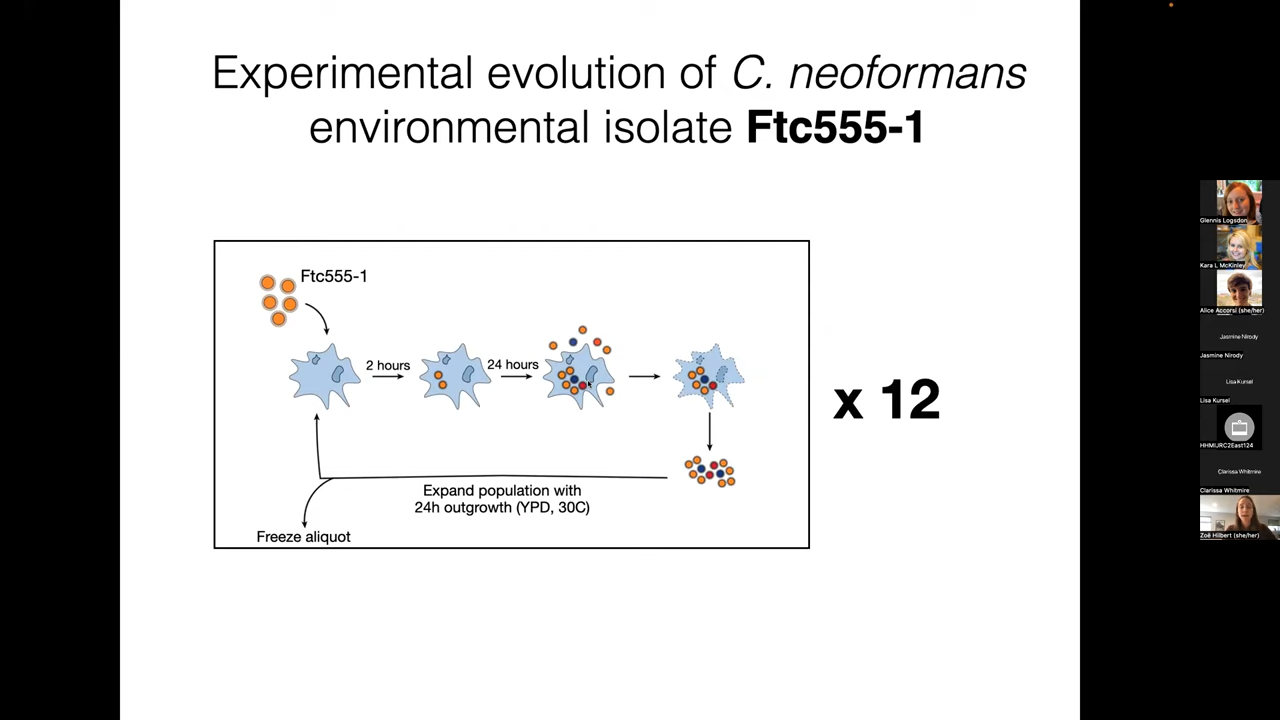 Experimental evolution of C. neoformans
environmental isolate Ftc555-1
Ftc555-1
2 hours
24 hours
x 12
Expand population with
24h outgrowth (YPD, 30C)
Freeze aliquot
Glennis Logsdon
Kara L McKinley
Alice Accorsi (she/her)
Jasmine Nirody
Jasmine Nirody
Lisa Kursel
Lisa Kursel
HHMIJRC2East124
Clarissa Whitmire
Clarissa Whitmire
Zoë Hilbert (she/her)